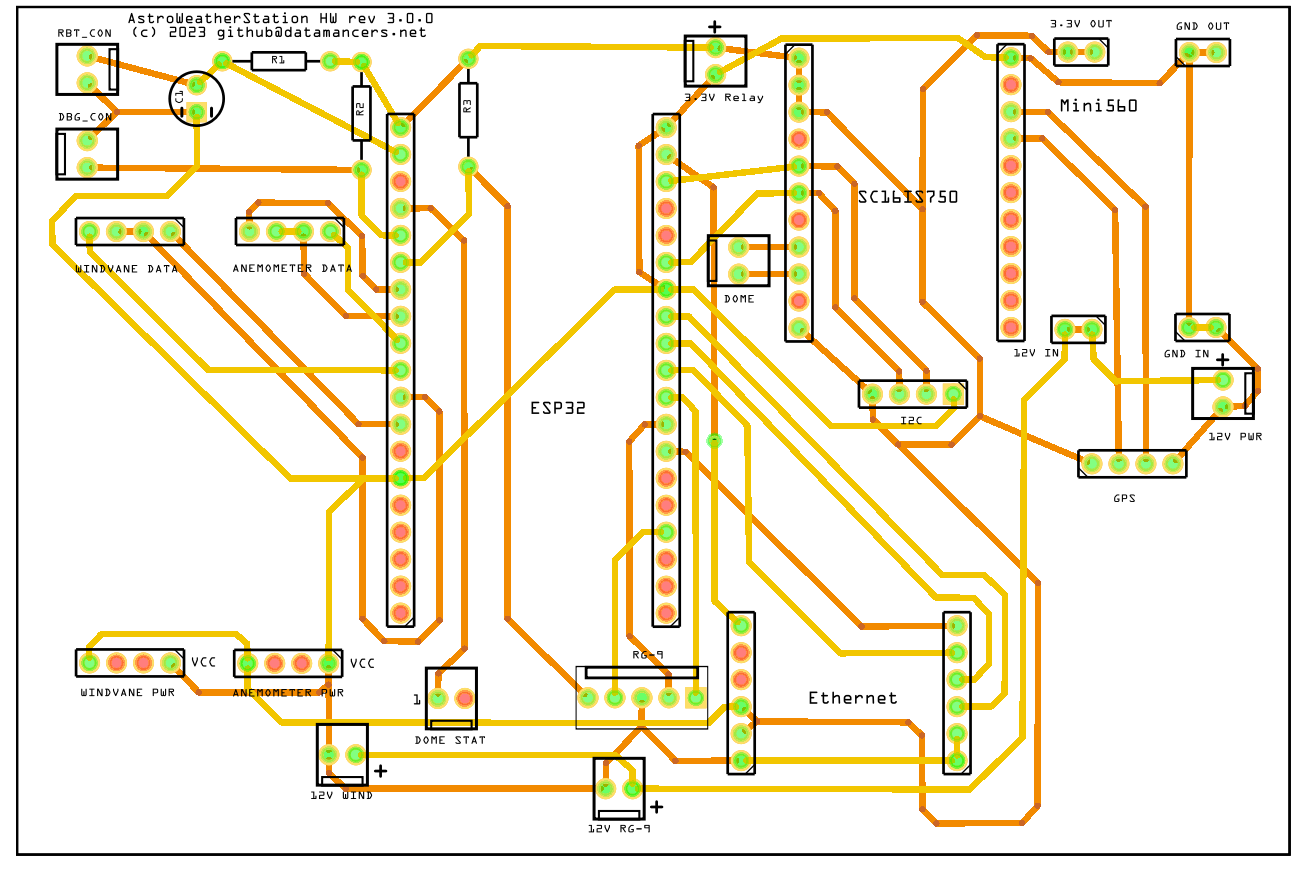 AstroWeatherStation HW rev 3.0.0
(c) 2023 github@datamancers.net
RBT_CON
R1
C1
R2
R3
+
3.3V Relay
3.3V OUT
GND OUT
Mini560
DBG_CON
SC16IS750
WINDVANE DATA
ANEMOMETER DATA
DOME
12V IN
GND IN
+
ESP32
I2C
12V PWR
GPS
VCC
VCC
WINDVANE PWR
ANEMOMETER PWR
RG-9
1
DOME STAT
Ethernet
+
12V WIND
+
12V RG-9